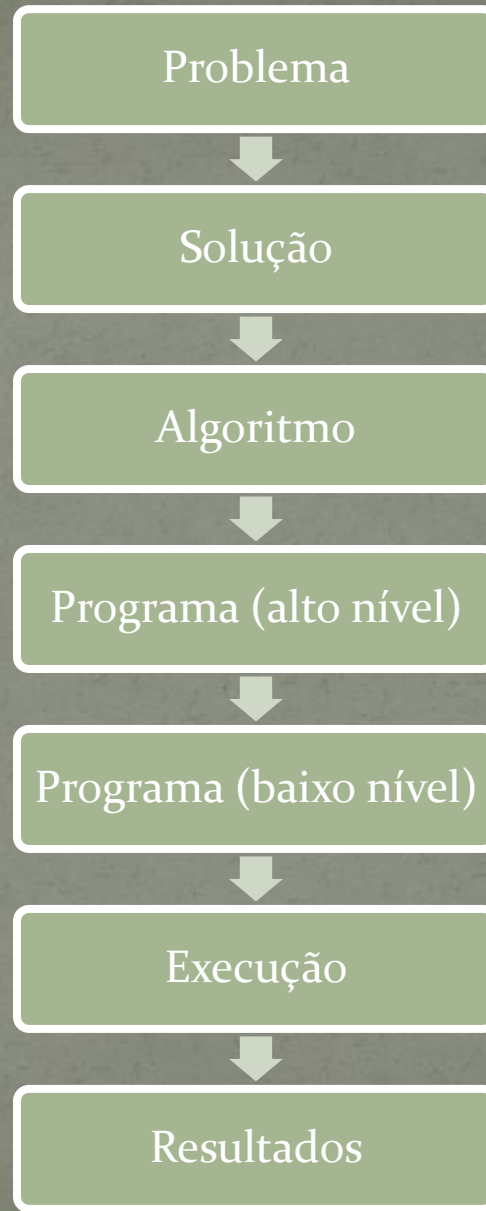 Problema
Solução
Algoritmo
Programa (alto nível)
Programa (baixo nível)
Execução
Resultados